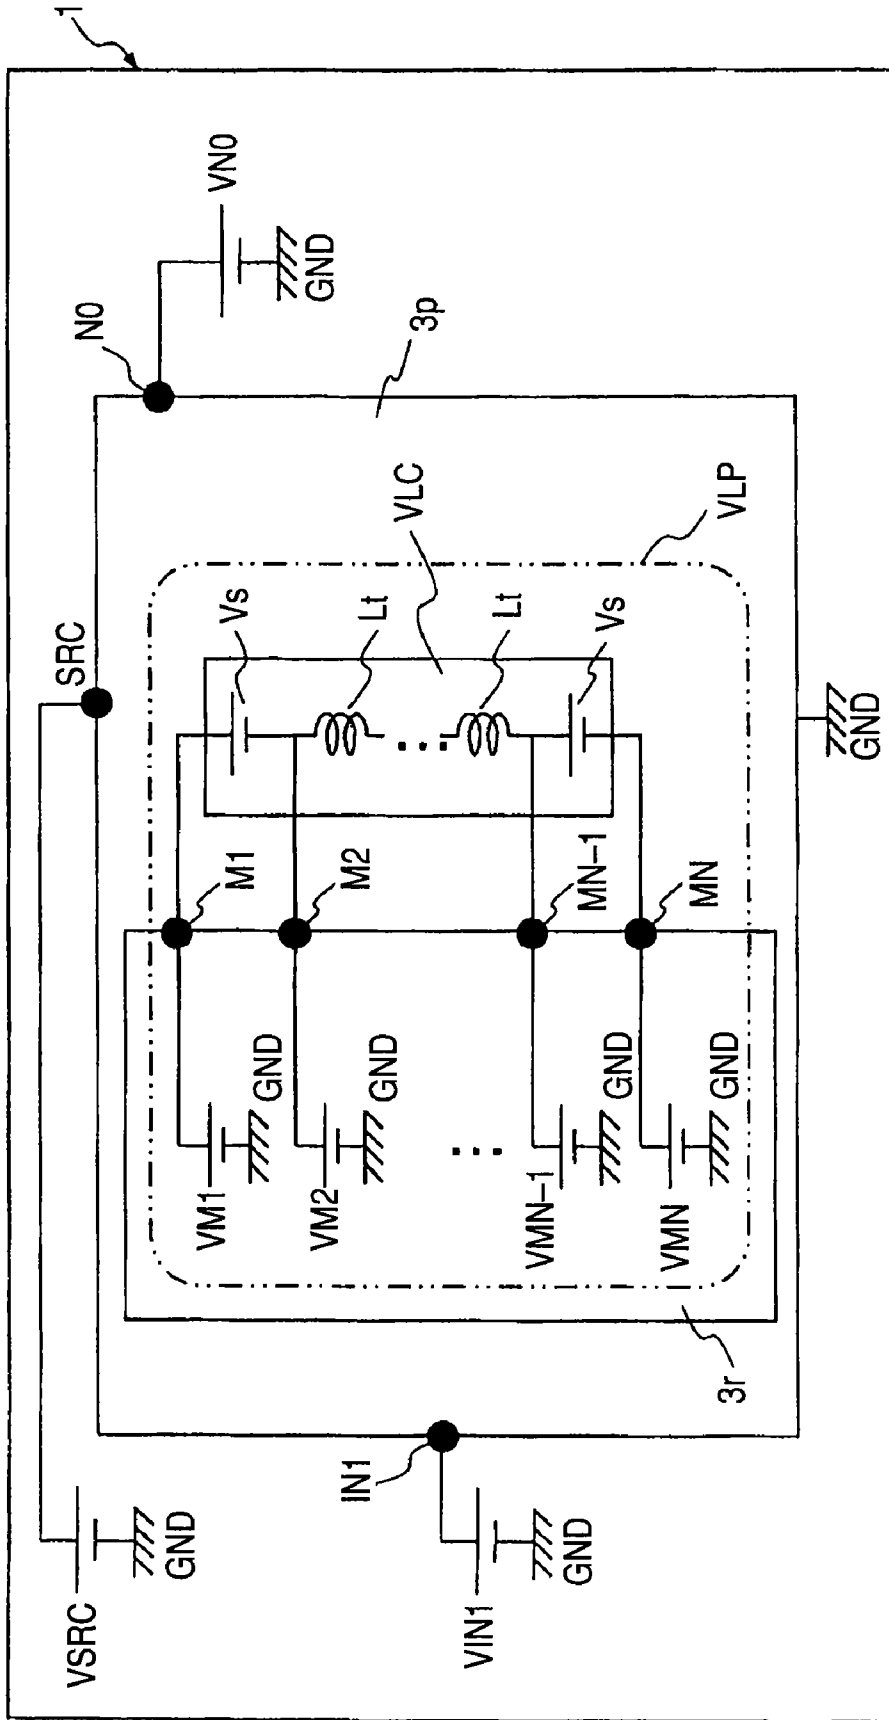 1
VSRC
GND
SRC
N0
VN0
GND
IN1
VIN1
GND
3p
VLC
VLP
Vs
Lt
Lt
Vs
...
M1
M2
MN−1
MN
VM1
GND
VM2
GND
...
VMN−1
GND
VMN
GND
3r
GND